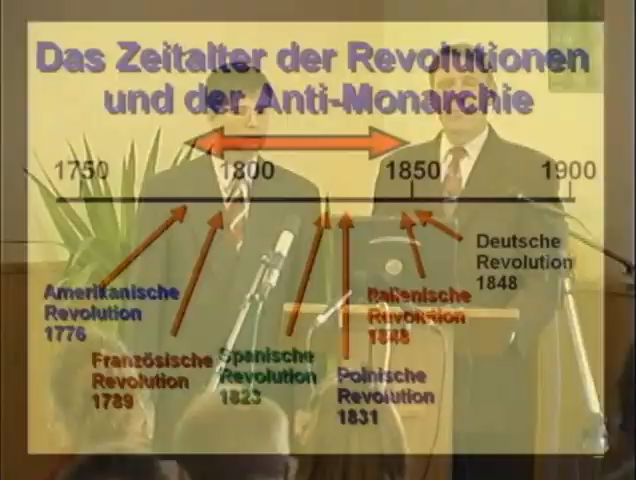 Das Zeitalter der Revolutionen
und der Anti-Monarchie
1750
1800
1850
1900
Amerikanische
Revolution
1776
Französische
Revolution
1789
Spanische
Revolution
1823
Polnische
Revolution
1831
Italienische
Revolution
1848
Deutsche
Revolution
1848